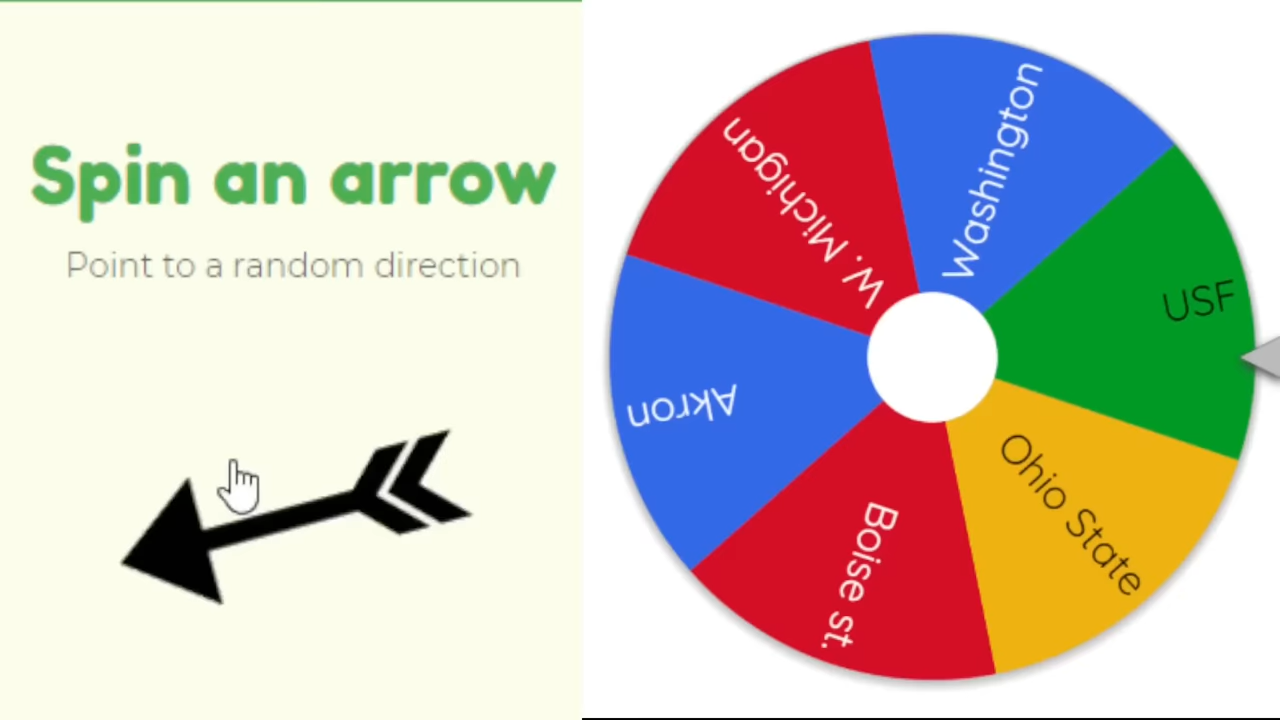 Spin an arrow
Point to a random direction
Washington
USF
Ohio State
Boise st.
Akron
W. Michigan